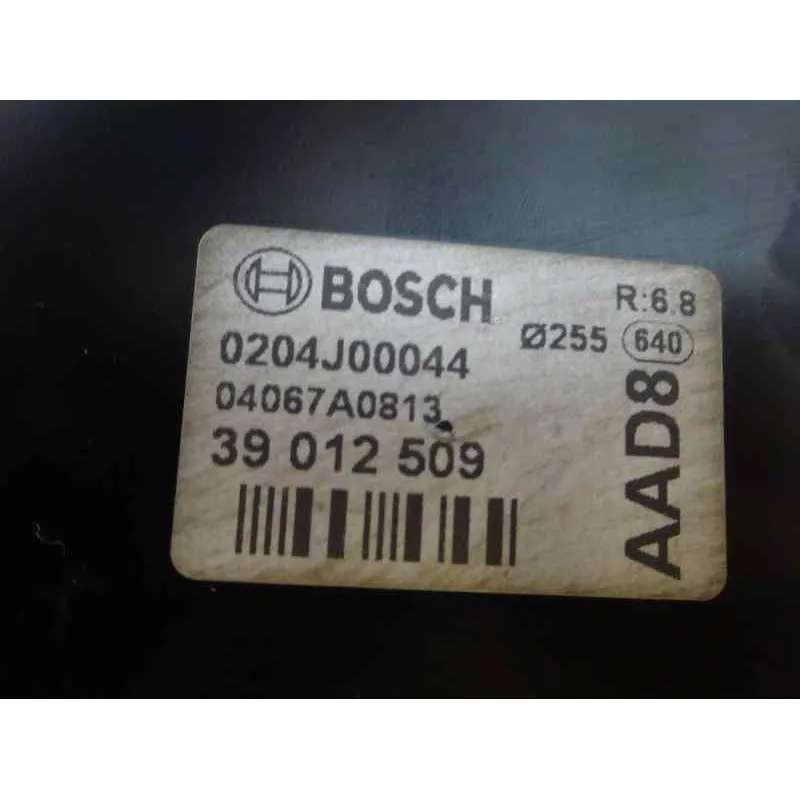 BOSCH R:6.8
0204J00044 Ø255 640
04067A0813
39 012 509
AAD8